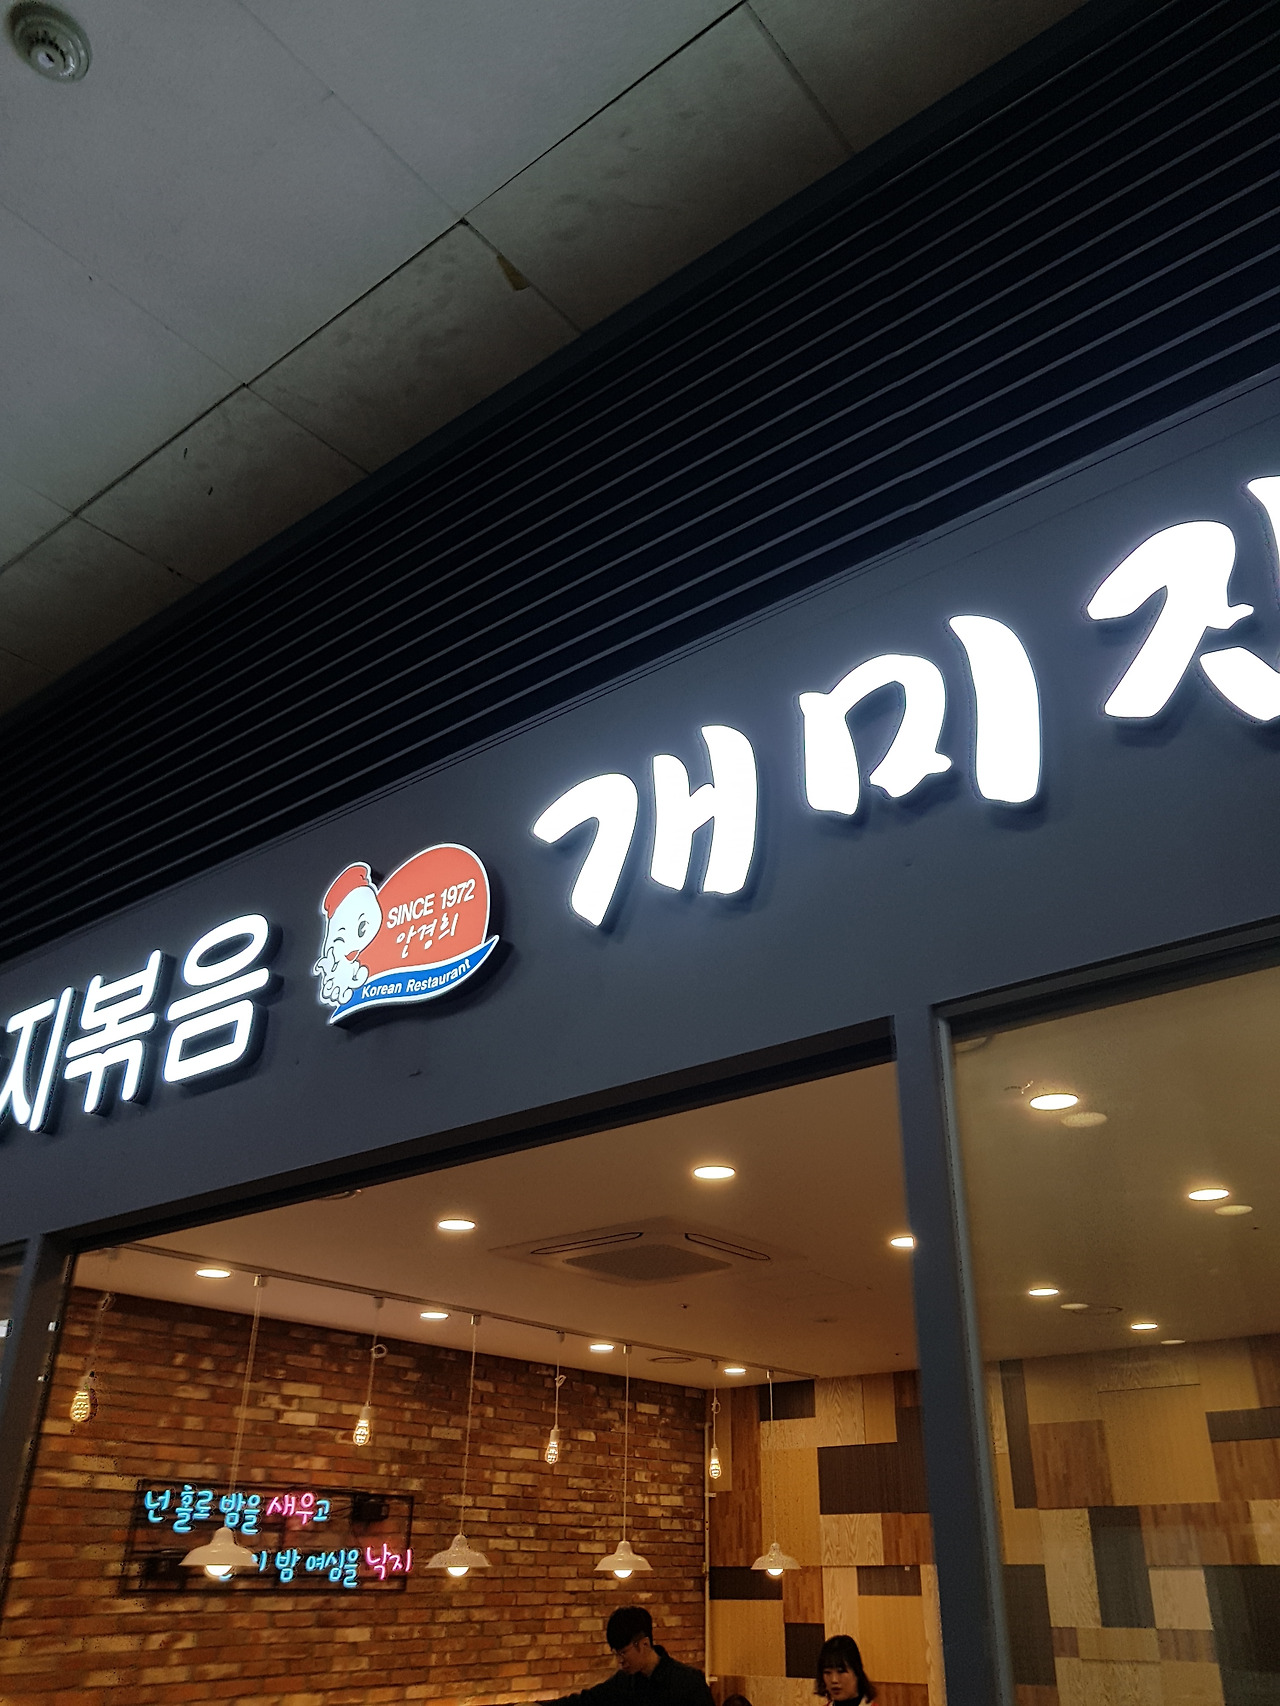 지볶음
SINCE 1972
안경희
Korean Restaurant
개미
넌 홀로 밤을 새우고
이 밤 여심을 낙지